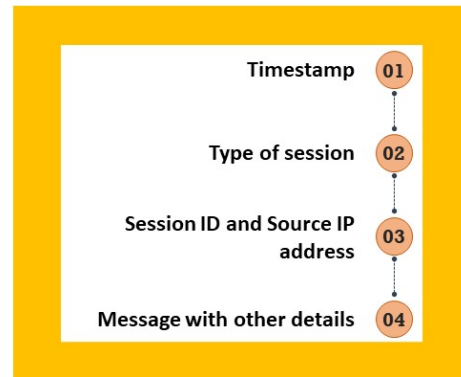 Timestamp 01
Type of session 02
Session ID and Source IP
address 03
Message with other details 04